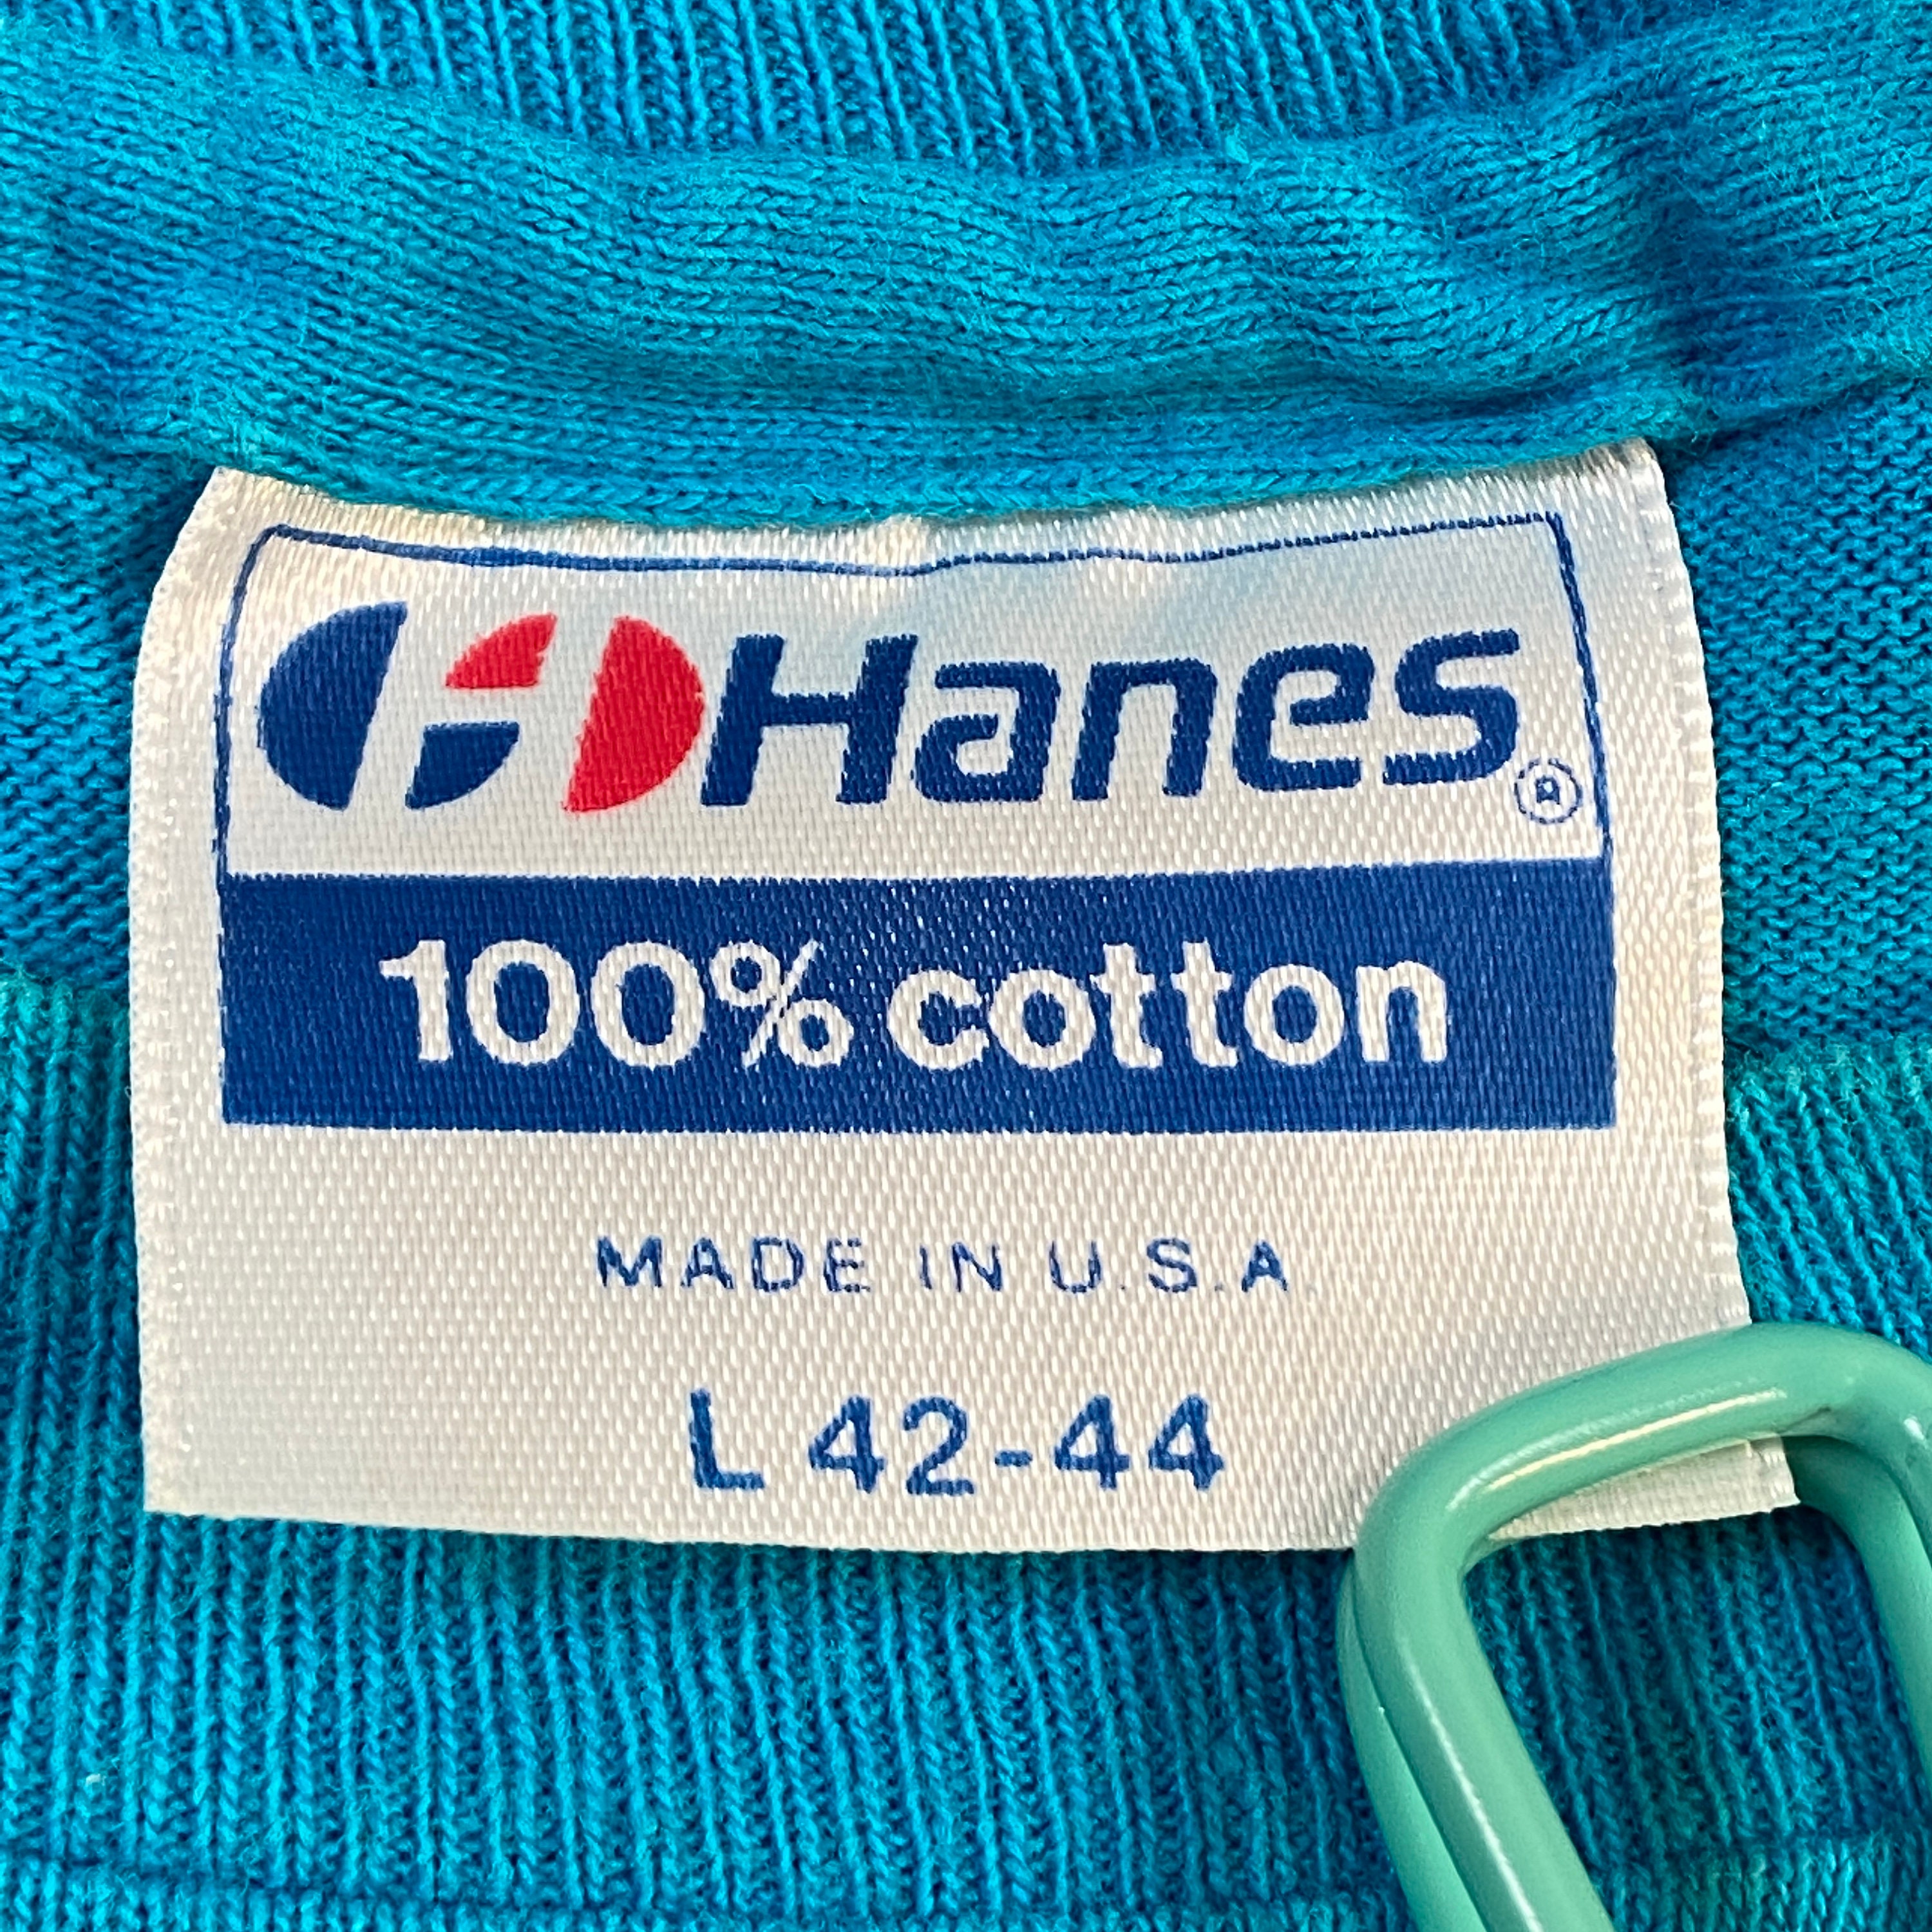 Hanes®
100% cotton
MADE IN U.S.A.
L 42-44